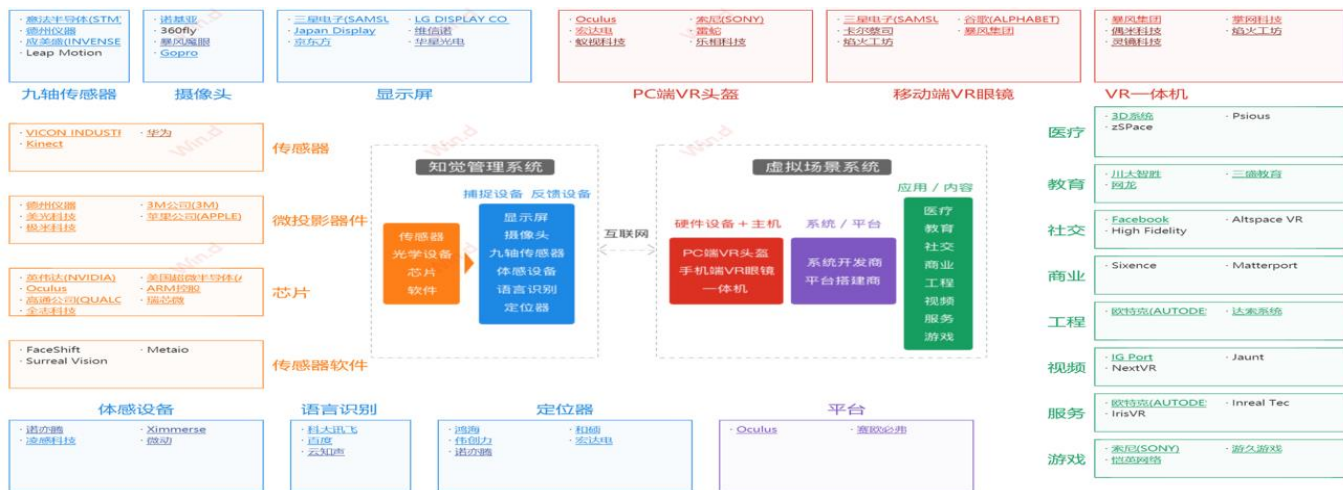 · 意法半导体(STM
· 德州仪器
· 应美盛(INVENSE
· Leap Motion
九轴传感器
· 诺基亚
· 360fly
· 暴风魔眼
· Gopro
摄像头
· 三星电子(SAMSU
· LG DISPLAY CO
· Japan Display
· 维信诺
· 京东方
· 华星光电
显示屏
· Oculus
· 索尼(SONY)
· 宏达电
· 雷蛇
· 蚁视科技
· 乐相科技
PC端VR头盔
· 三星电子(SAMSU
· 谷歌(ALPHABET)
· 卡尔蔡司
· 暴风集团
· 焰火工坊
移动端VR眼镜
· 暴风集团
· 掌网科技
· 偶米科技
· 焰火工坊
· 灵镜科技
VR一体机
· VICON INDUSTI
· 华为
· Kinect
传感器
· 德州仪器
· 3M公司(3M)
· 美光科技
· 苹果公司(APPLE)
· 极米科技
微投影器件
· 英伟达(NVIDIA)
· 美国超微半导体(A
· Oculus
· ARM控股
· 高通公司(QUALC
· 瑞芯微
· 全志科技
芯片
· FaceShift
· Metaio
· Surreal Vision
传感器软件
知觉管理系统
捕捉设备 反馈设备
传感器
光学设备
芯片
软件
显示屏
摄像头
九轴传感器
体感设备
语言识别
定位器
互联网
虚拟场景系统
硬件设备+主机
PC端VR头盔
手机端VR眼镜
一体机
系统 / 平台
系统开发商
平台搭建商
应用 / 内容
医疗
教育
社交
商业
工程
视频
服务
游戏
医疗
· 3D系统
· Psious
· zSPace
教育
· 川大智胜
· 三盛教育
· 网龙
社交
· Facebook
· Altspace VR
· High Fidelity
商业
· Sixence
· Matterport
工程
· 欧特克(AUTODE
· 达索系统
视频
· IG Port
· Jaunt
· NextVR
服务
· 欧特克(AUTODE
· Inreal Tec
· IrisVR
游戏
· 索尼(SONY)
· 游久游戏
· 恺英网络
体感设备
· 诺亦腾
· Ximmerse
· 凌感科技
· 微动
语言识别
· 科大讯飞
· 百度
· 云知声
定位器
· 鸿海
· 和硕
· 伟创力
· 宏达电
· 诺亦腾
平台
· Oculus
· 赛欧必弗
Win.d
Win.d
Win.d
Win.d
Win.d